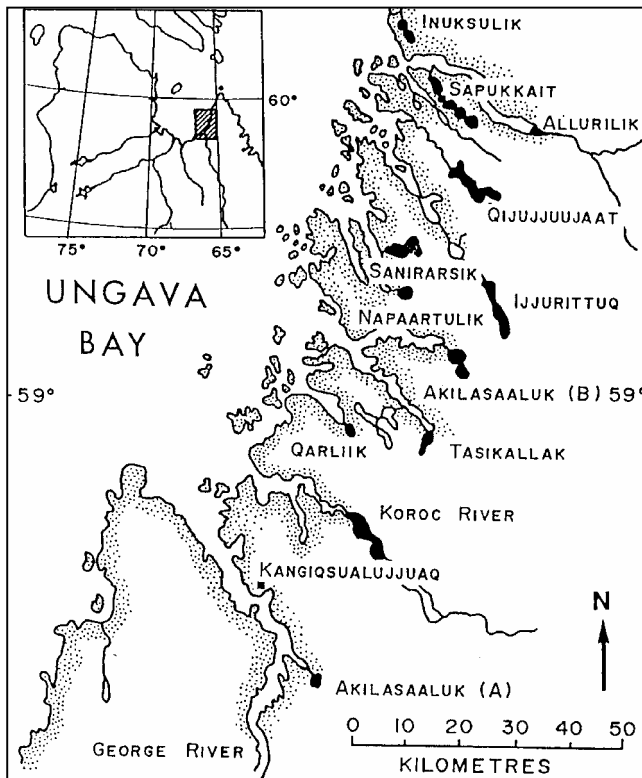 INUKSULIK
SAPUKKAIT
60°
ALLURILIK
QIJUJJUUJAAT
75° 70° 65°
SANIRARSIK
UNGAVA
BAY
NAPAARTULIK
IJJURITTUQ
59°
AKILASAALUK (B) 59°
QARLIIK
TASIKALLAK
KOROC RIVER
KANGIQSUALUJJUAQ
N
AKILASAALUK (A)
GEORGE RIVER
0 10 20 30 40 50
KILOMETRES